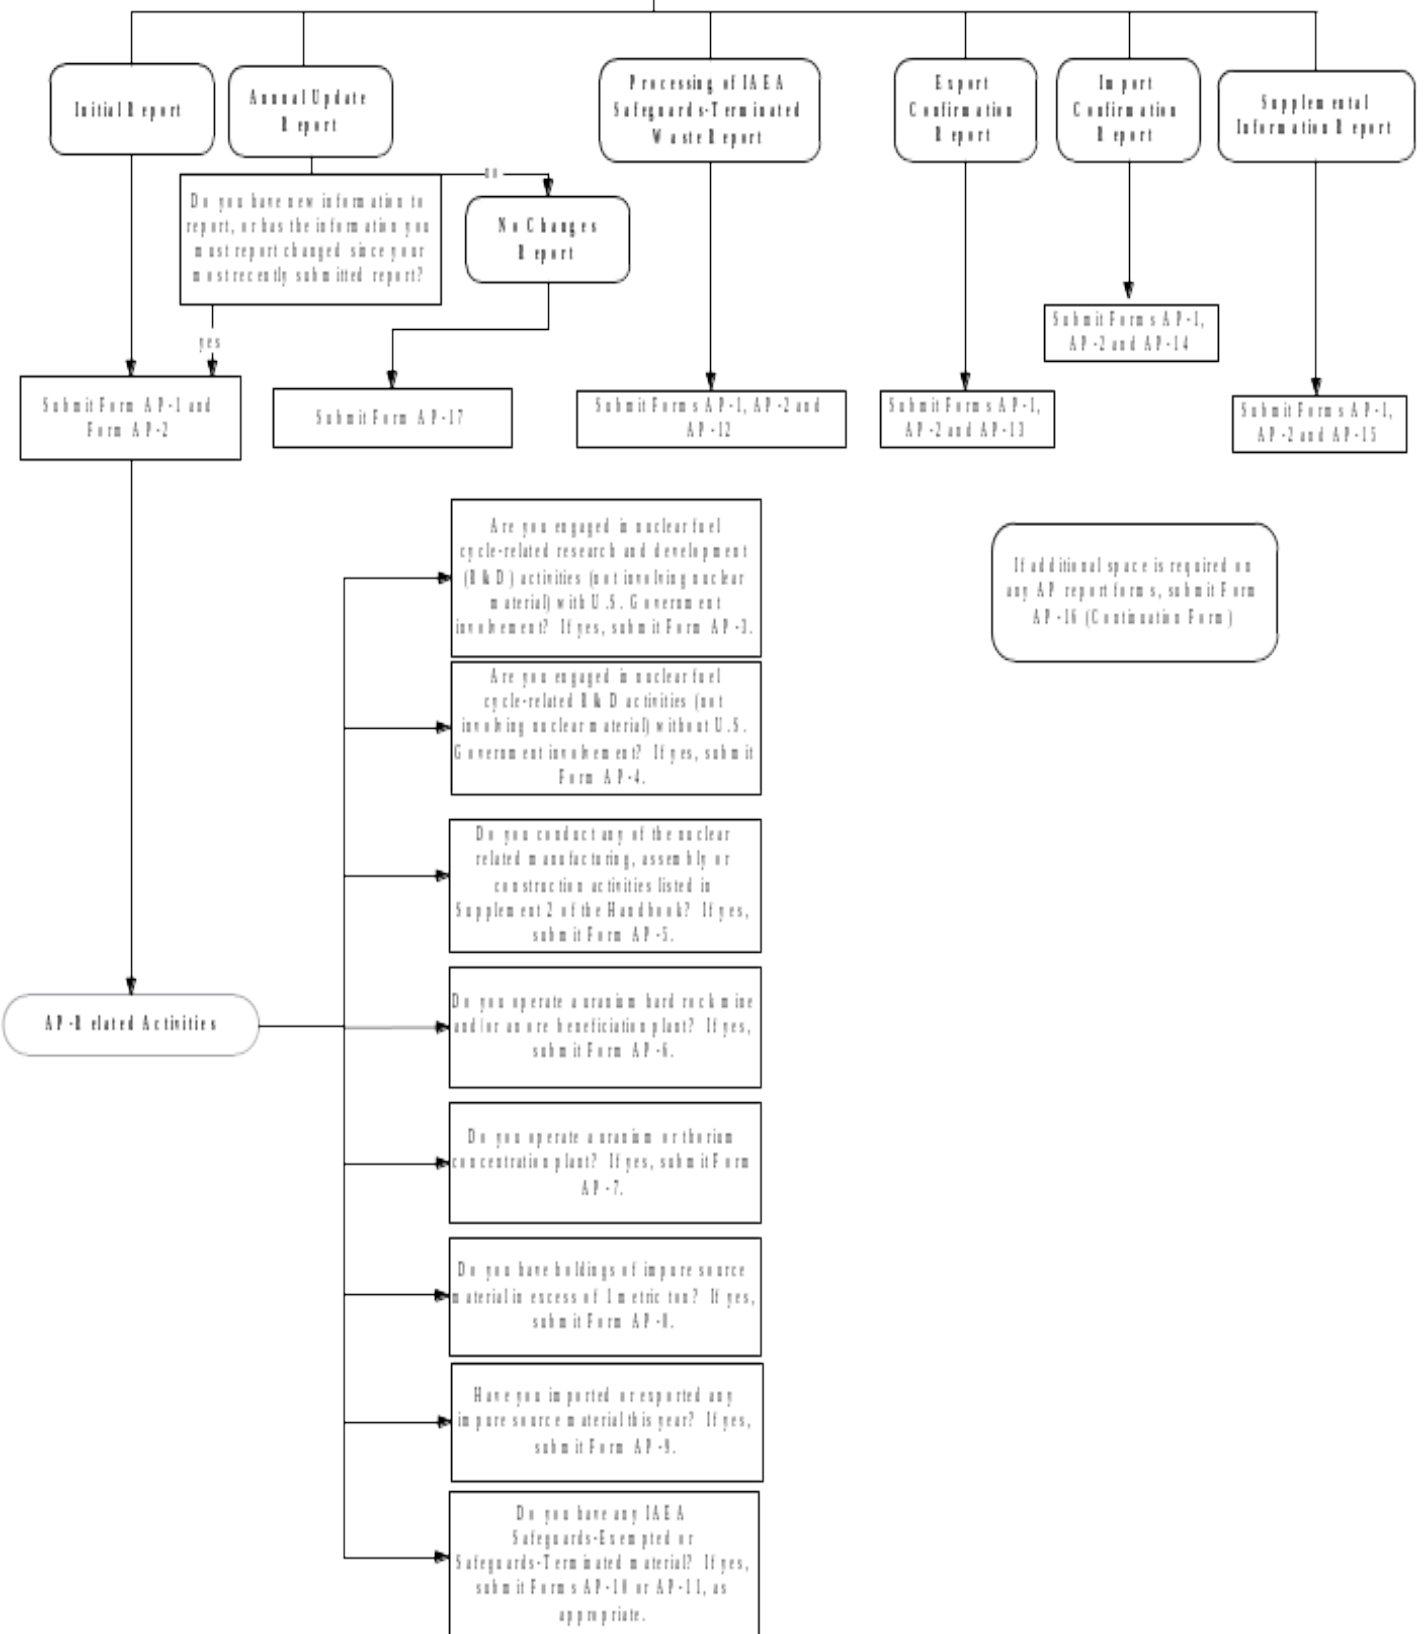 Initial Report
Annual Update
Report
Processing of IAEA
Safeguards-Terminated
Waste Report
Export
Confirmation
Report
Import
Confirmation
Report
Supplemental
Information Report
Do you have new information to
report, or has the information you
must report changed since your
most recently submitted report?
no
No Changes
Report
yes
Submit Form AP-1 and
Form AP-2
Submit Form AP-17
Submit Forms AP-1, AP-2 and
AP-12
Submit Forms AP-1,
AP-2 and AP-13
Submit Forms AP-1,
AP-2 and AP-14
Submit Forms AP-1,
AP-2 and AP-15
Are you engaged in nuclear fuel
cycle-related research and development
(R&D) activities (not involving nuclear
material) with U.S. Government
involvement? If yes, submit Form AP-3.
If additional space is required on
any AP report forms, submit Form
AP-16 (Continuation Form)
Are you engaged in nuclear fuel
cycle-related R&D activities (not
involving nuclear material) without U.S.
Government involvement? If yes, submit
Form AP-4.
Do you conduct any of the nuclear
related manufacturing, assembly or
construction activities listed in
Supplement 2 of the Handbook? If yes,
submit Form AP-5.
AP-Related Activities
Do you operate a uranium hard rock mine
and/or an ore beneficiation plant? If yes,
submit Form AP-6.
Do you operate a uranium or thorium
concentration plant? If yes, submit Form
AP-7.
Do you have holdings of impure source
material in excess of 1 metric ton? If yes,
submit Form AP-8.
Have you imported or exported any
impure source material this year? If yes,
submit Form AP-9.
Do you have any IAEA
Safeguards-Exempted or
Safeguards-Terminated material? If yes,
submit Forms AP-10 or AP-11, as
appropriate.